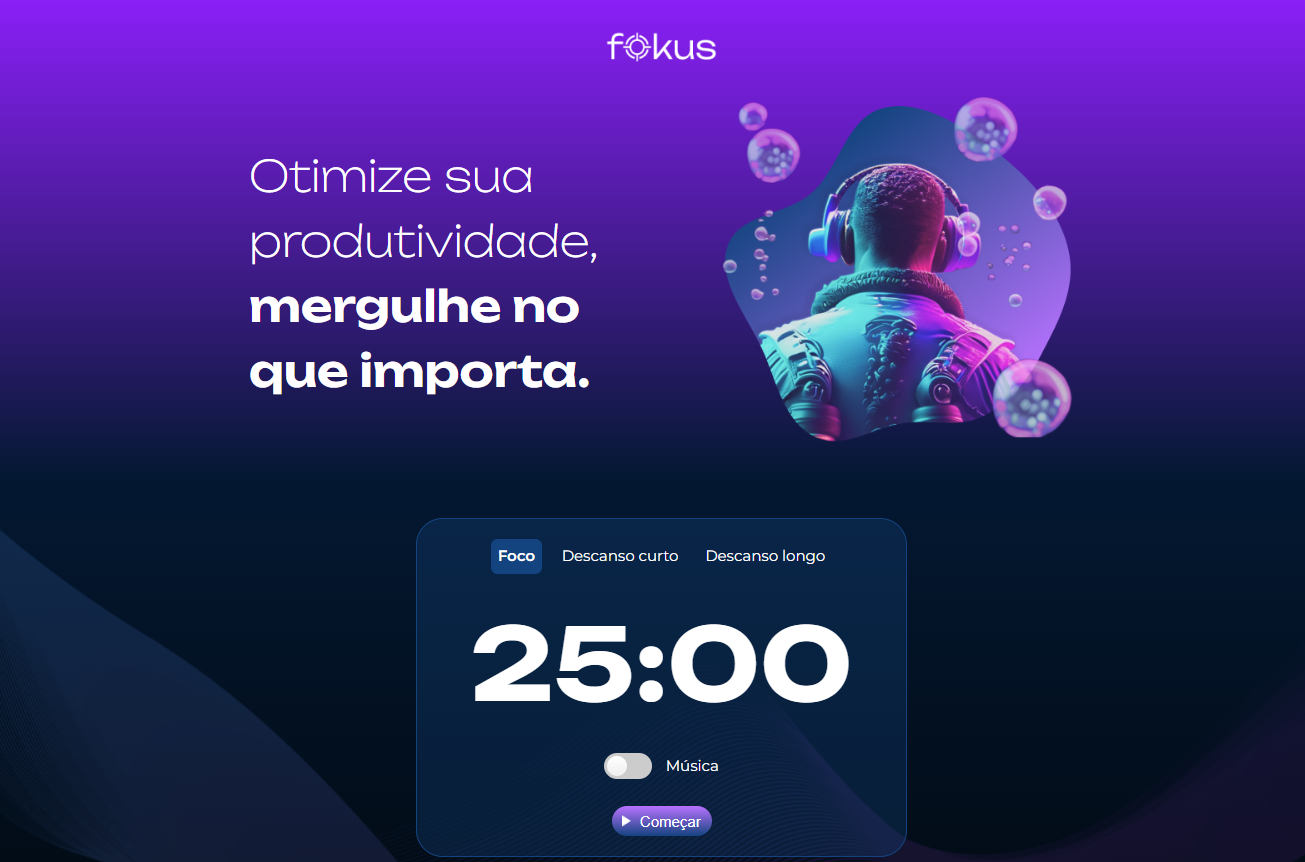 fokus
Otimize sua
produtividade,
mergulhe no
que importa.
Foco Descanso curto Descanso longo
25:00
Música
Começar